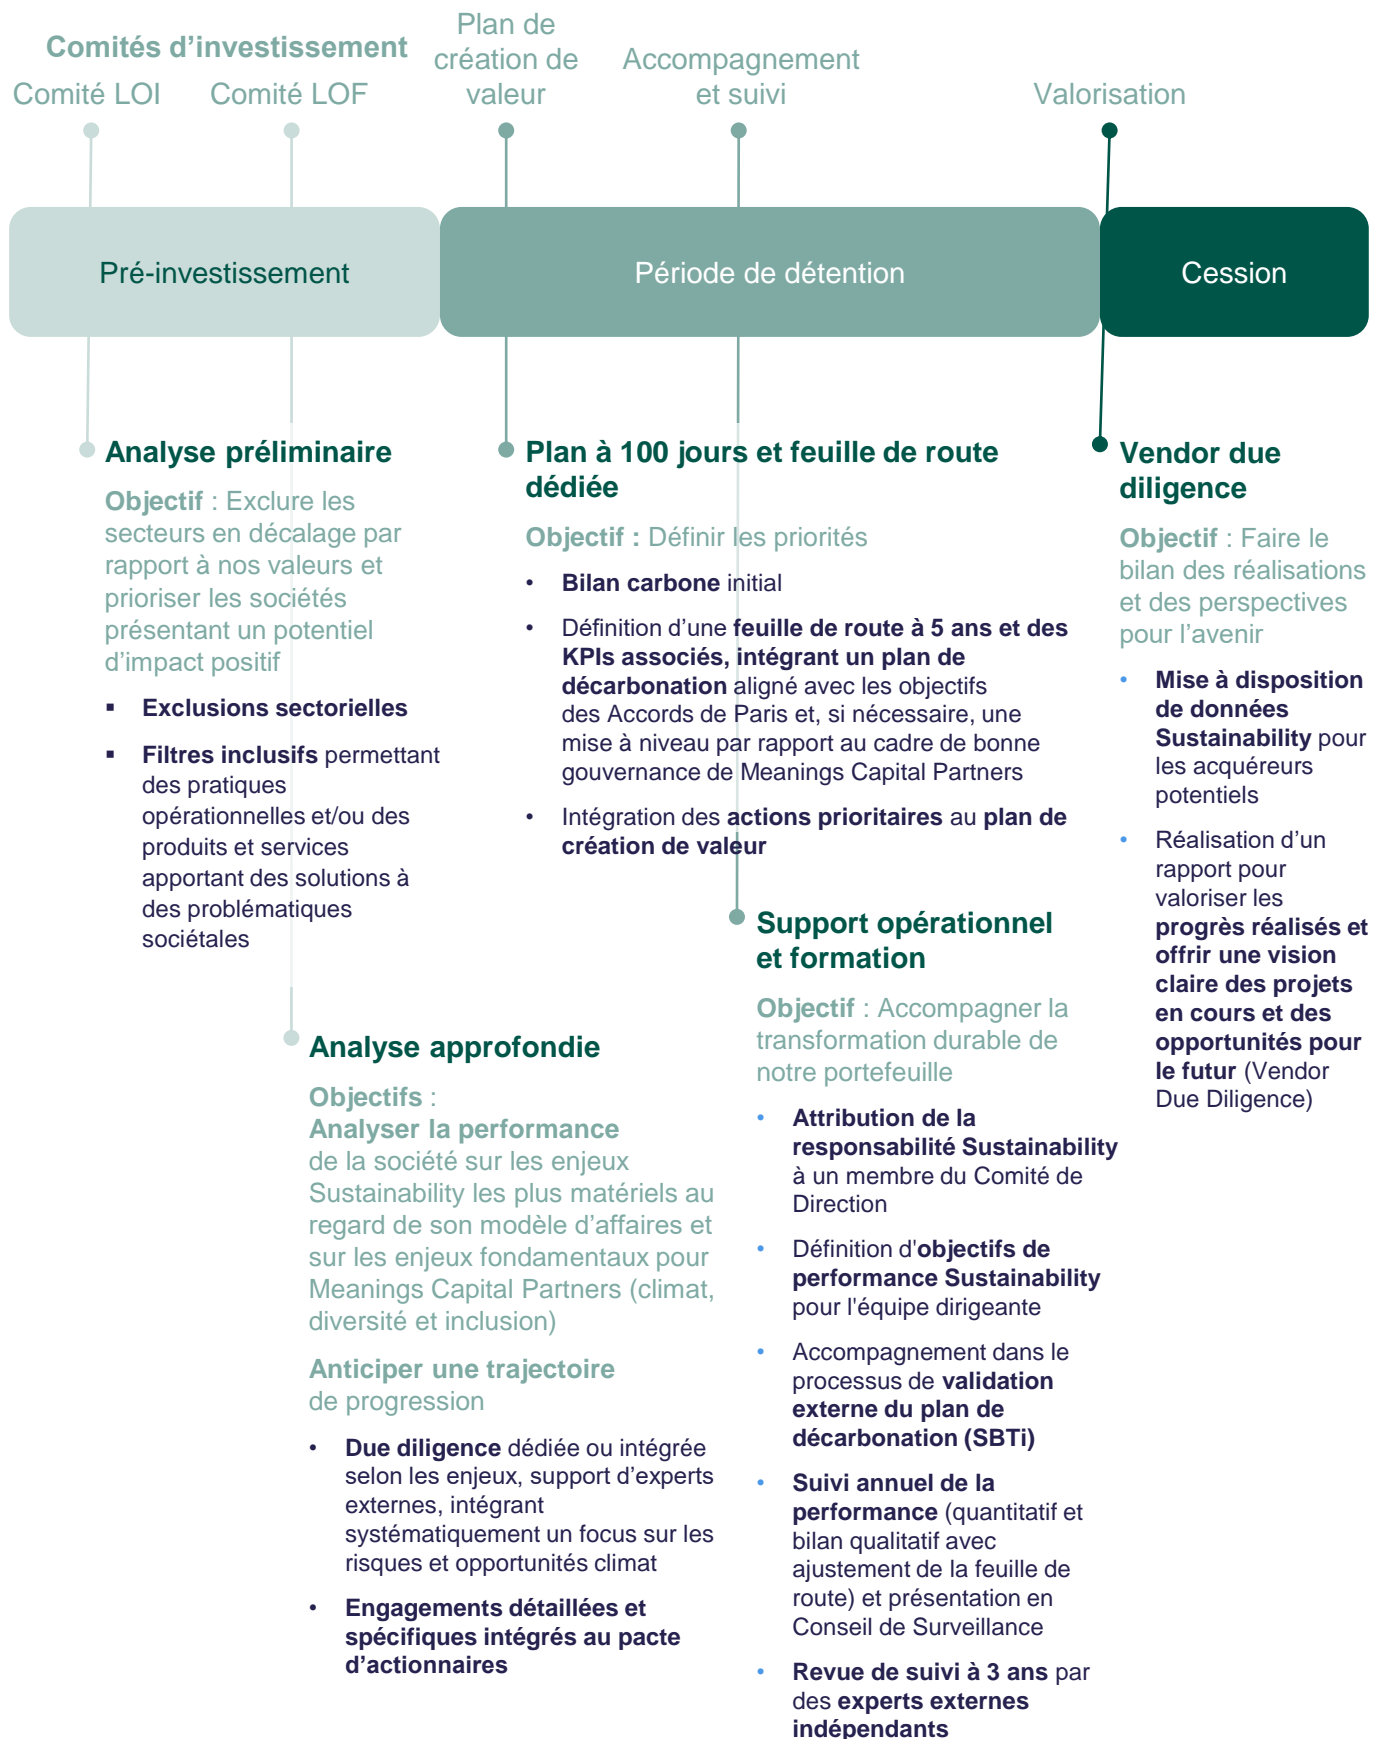 Comités d’investissement
Comité LOI
Comité LOF
Plan de
création de
valeur
Accompagnement
et suivi
Valorisation
Pré-investissement
Période de détention
Cession
Analyse préliminaire
Objectif : Exclure les
secteurs en décalage par
rapport à nos valeurs et
prioriser les sociétés
présentant un potentiel
d’impact positif
▪ Exclusions sectorielles
▪ Filtres inclusifs permettant
des pratiques
opérationnelles et/ou des
produits et services
apportant des solutions à
des problématiques
sociétales
Analyse approfondie
Objectifs :
Analyser la performance
de la société sur les enjeux
Sustainability les plus matériels au
regard de son modèle d’affaires et
sur les enjeux fondamentaux pour
Meanings Capital Partners (climat,
diversité et inclusion)
Anticiper une trajectoire
de progression
• Due diligence dédiée ou intégrée
selon les enjeux, support d’experts
externes, intégrant
systématiquement un focus sur les
risques et opportunités climat
• Engagements détaillées et
spécifiques intégrés au pacte
d’actionnaires
Plan à 100 jours et feuille de route
dédiée
Objectif : Définir les priorités
• Bilan carbone initial
• Définition d’une feuille de route à 5 ans et des
KPIs associés, intégrant un plan de
décarbonation aligné avec les objectifs
des Accords de Paris et, si nécessaire, une
mise à niveau par rapport au cadre de bonne
gouvernance de Meanings Capital Partners
• Intégration des actions prioritaires au plan de
création de valeur
Support opérationnel
et formation
Objectif : Accompagner la
transformation durable de
notre portefeuille
• Attribution de la
responsabilité Sustainability
à un membre du Comité de
Direction
• Définition d'objectifs de
performance Sustainability
pour l'équipe dirigeante
• Accompagnement dans le
processus de validation
externe du plan de
décarbonation (SBTi)
• Suivi annuel de la
performance (quantitatif et
bilan qualitatif avec
ajustement de la feuille de
route) et présentation en
Conseil de Surveillance
• Revue de suivi à 3 ans par
des experts externes
indépendants
Vendor due
diligence
Objectif : Faire le
bilan des réalisations
et des perspectives
pour l’avenir
• Mise à disposition
de données
Sustainability pour
les acquéreurs
potentiels
• Réalisation d’un
rapport pour
valoriser les
progrès réalisés et
offrir une vision
claire des projets
en cours et des
opportunités pour
le futur (Vendor
Due Diligence)